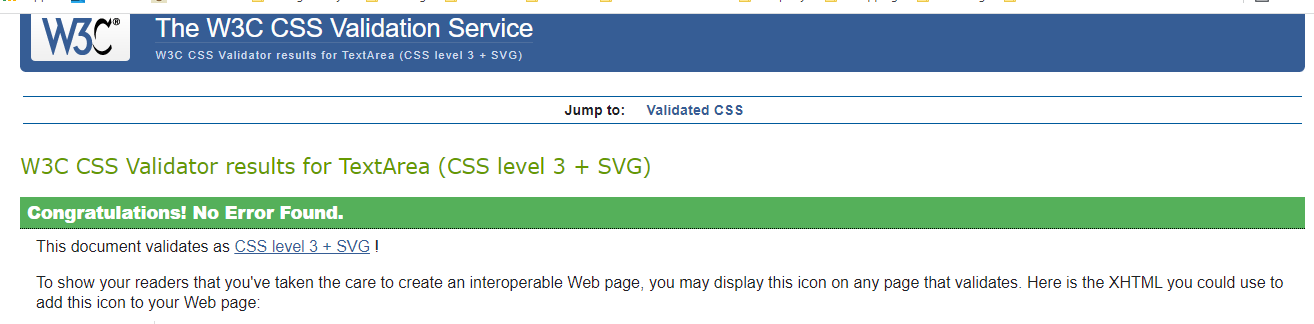 W3C®
The W3C CSS Validation Service
W3C CSS Validator results for TextArea (CSS level 3 + SVG)
Jump to: Validated CSS
W3C CSS Validator results for TextArea (CSS level 3 + SVG)
Congratulations! No Error Found.
This document validates as CSS level 3 + SVG !
To show your readers that you've taken the care to create an interoperable Web page, you may display this icon on any page that validates. Here is the XHTML you could use to
add this icon to your Web page: